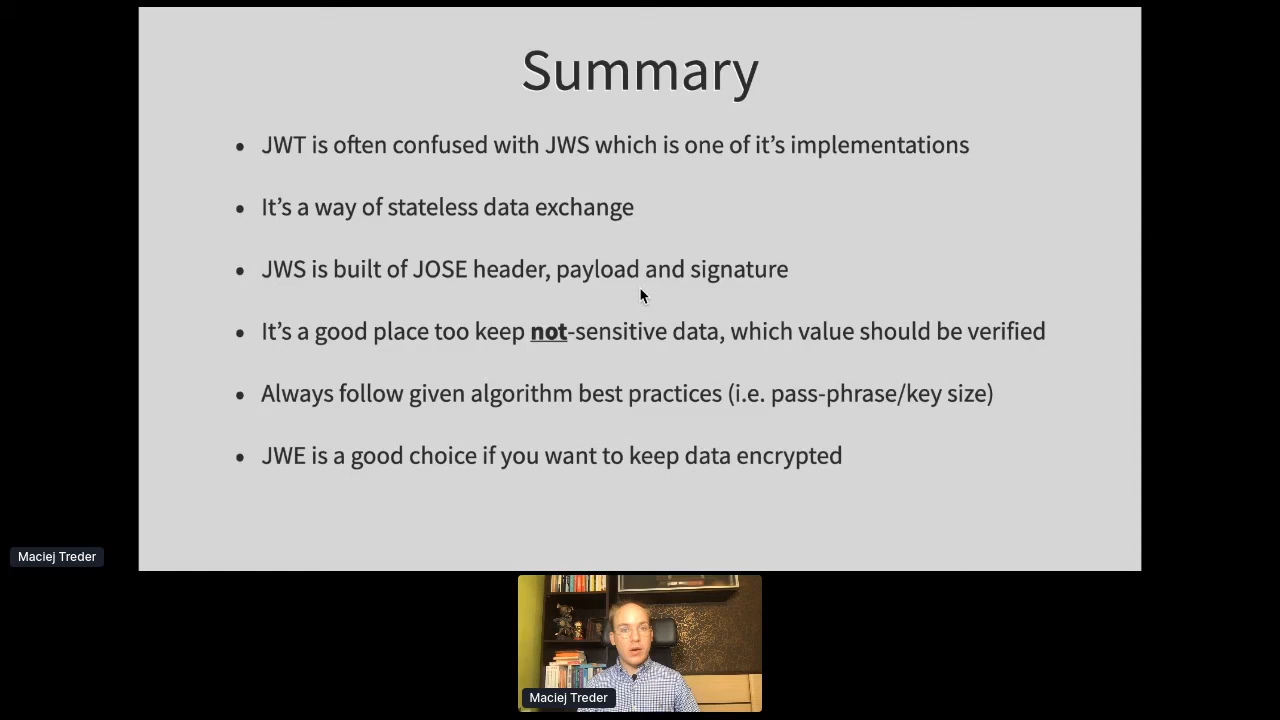 Summary
• JWT is often confused with JWS which is one of it’s implementations
• It’s a way of stateless data exchange
• JWS is built of JOSE header, payload and signature
• It’s a good place too keep not-sensitive data, which value should be verified
• Always follow given algorithm best practices (i.e. pass-phrase/key size)
• JWE is a good choice if you want to keep data encrypted
Maciej Treder
Maciej Treder